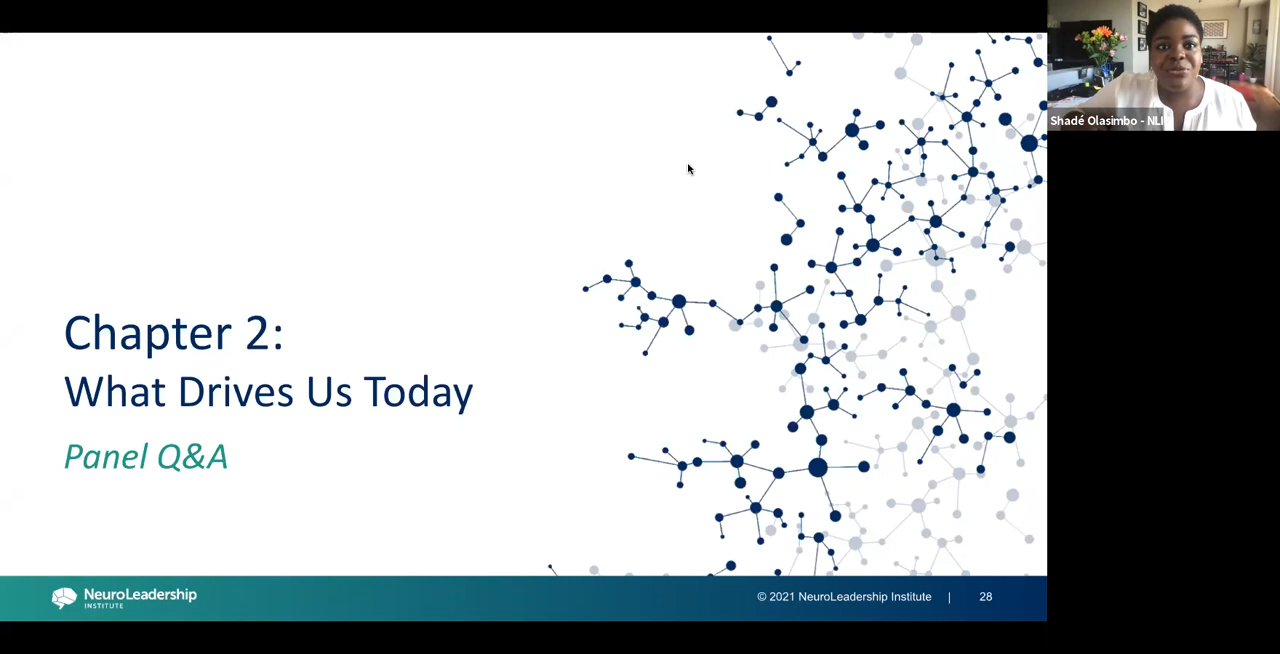 Chapter 2:
What Drives Us Today
Panel Q&A
NeuroLeadership
INSTITUTE
© 2021 NeuroLeadership Institute | 28
Shadé Olasimbo - NLI